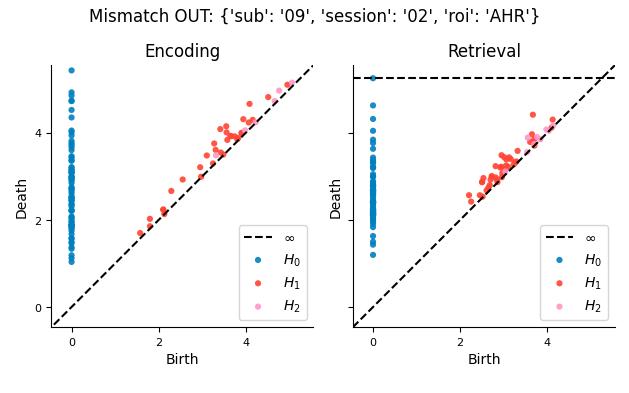 Mismatch OUT: {'sub': '09', 'session': '02', 'roi': 'AHR'}
Encoding
Retrieval
Death
4
2
0
0 2 4
Birth
∞
H0
H1
H2
Death
0 2 4
Birth
∞
H0
H1
H2